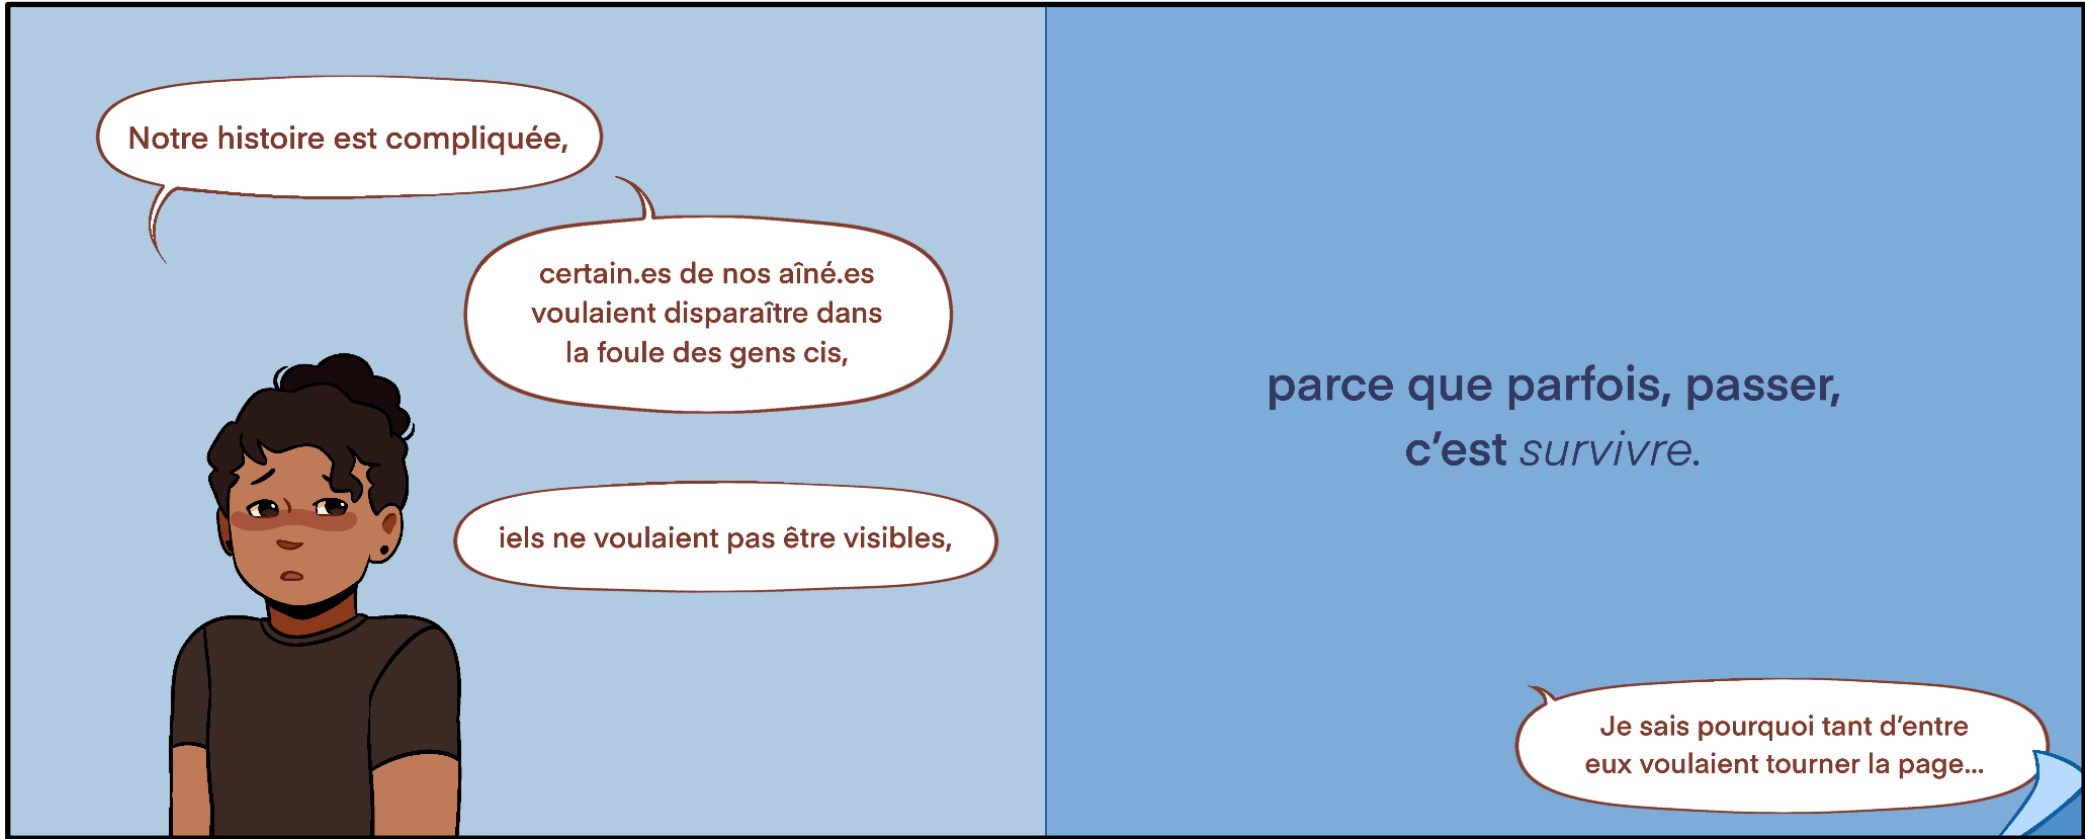 Notre histoire est compliquée,
certain.es de nos aîné.es
voulaient disparaître dans
la foule des gens cis,
iels ne voulaient pas être visibles,
parce que parfois, passer,
c'est survivre.
Je sais pourquoi tant d'entre
eux voulaient tourner la page...